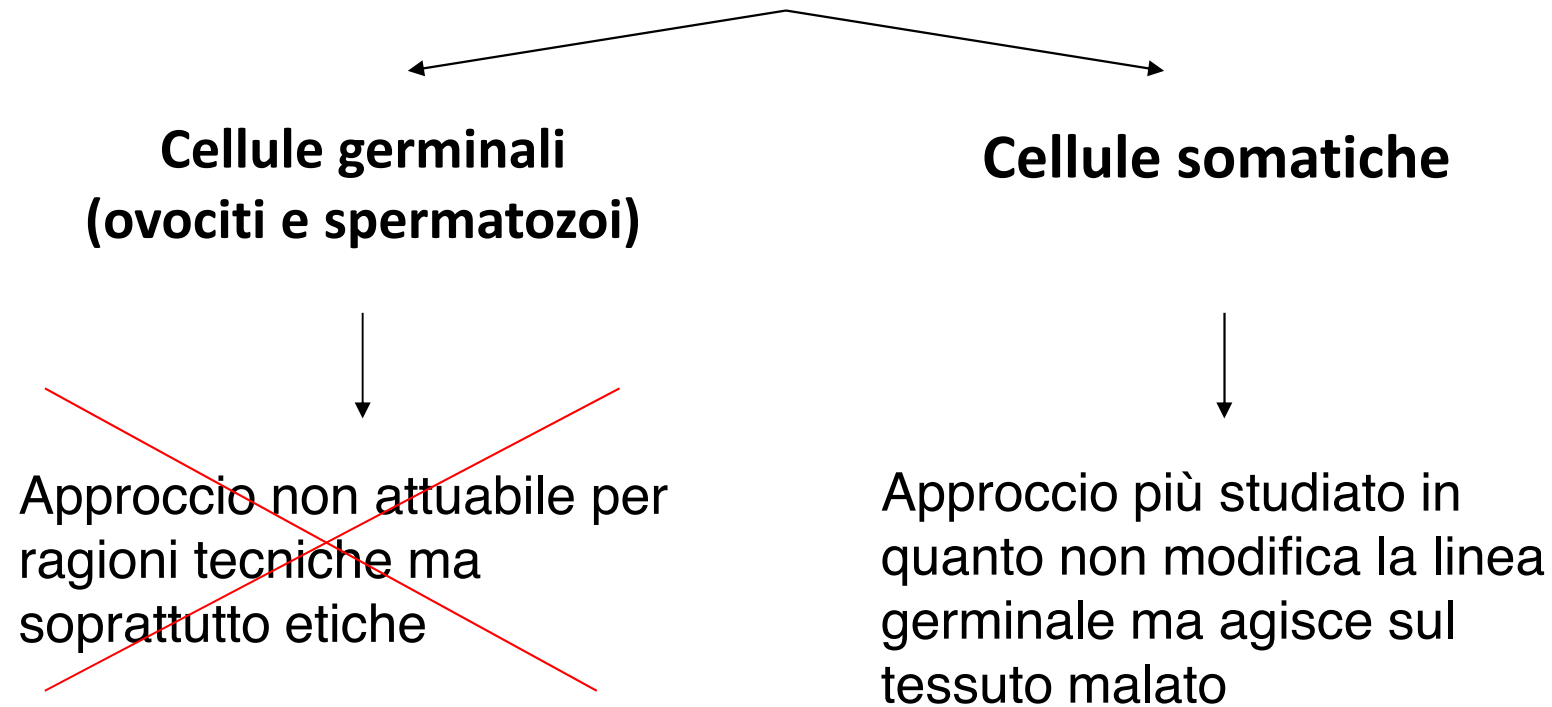 Cellule germinali
(ovociti e spermatozoi)
Cellule somatiche
Approccio non attuabile per
ragioni tecniche ma
soprattutto etiche
Approccio più studiato in
quanto non modifica la linea
germinale ma agisce sul
tessuto malato